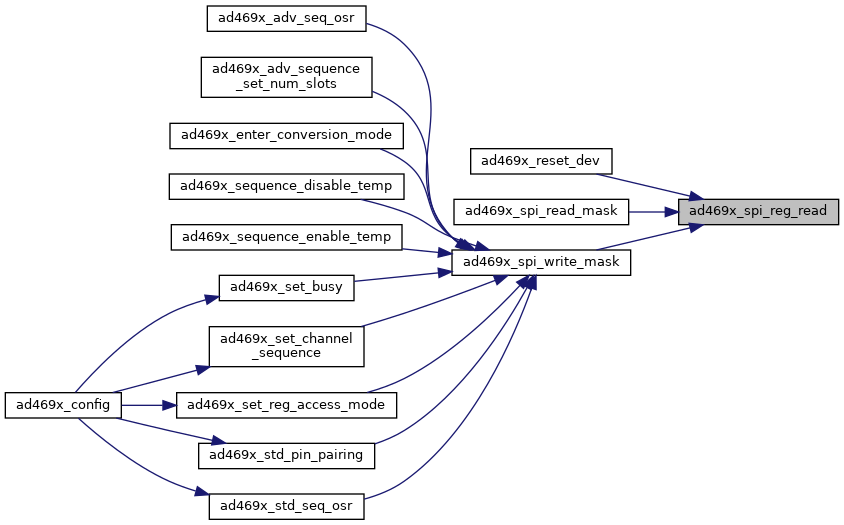 ad469x_adv_seq_osr
ad469x_adv_sequence
_set_num_slots
ad469x_enter_conversion_mode
ad469x_reset_dev
ad469x_sequence_disable_temp
ad469x_spi_read_mask
ad469x_spi_reg_read
ad469x_sequence_enable_temp
ad469x_spi_write_mask
ad469x_set_busy
ad469x_set_channel
_sequence
ad469x_config
ad469x_set_reg_access_mode
ad469x_std_pin_pairing
ad469x_std_seq_osr